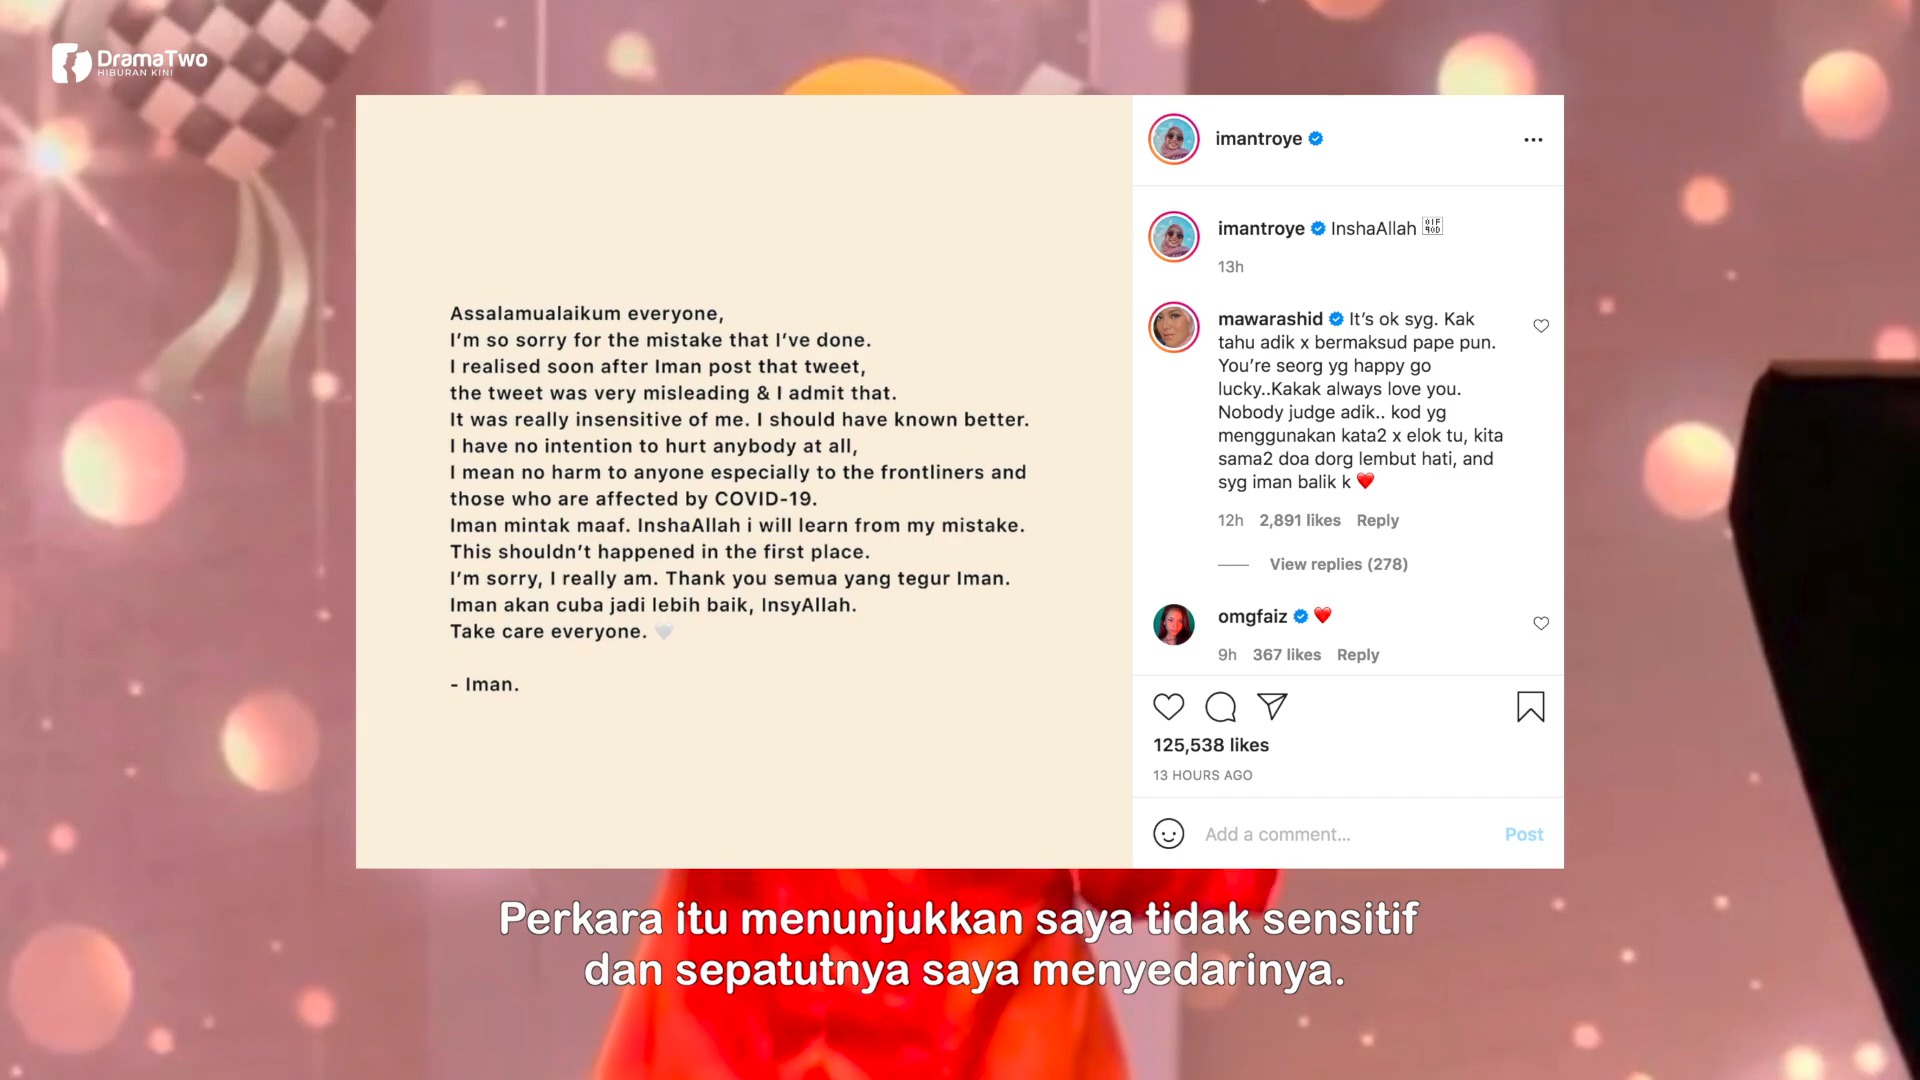 DramaTwo
HIBURAN KINI
Assalamualaikum everyone,
I'm so sorry for the mistake that I've done.
I realised soon after Iman post that tweet,
the tweet was very misleading & I admit that.
It was really insensitive of me. I should have known better.
I have no intention to hurt anybody at all,
I mean no harm to anyone especially to the frontliners and
those who are affected by COVID-19.
Iman mintak maaf. InshaAllah i will learn from my mistake.
This shouldn't happened in the first place.
I'm sorry, I really am. Thank you semua yang tegur Iman.
Iman akan cuba jadi lebih baik, InsyAllah.
Take care everyone. 🤍
- Iman.
imantroye
imantroye InshaAllah
13h
mawarashid It's ok syg. Kak
tahu adik x bermaksud pape pun.
You're seorg yg happy go
lucky..Kakak always love you.
Nobody judge adik.. kod yg
menggunakan kata2 x elok tu, kita
sama2 doa dorg lembut hati, and
syg iman balik k ❤️
12h 2,891 likes Reply
View replies (278)
omgfaiz ❤️
9h 367 likes Reply
125,538 likes
13 HOURS AGO
Add a comment...
Post
Perkara itu menunjukkan saya tidak sensitif
dan sepatutnya saya menyedarinya.